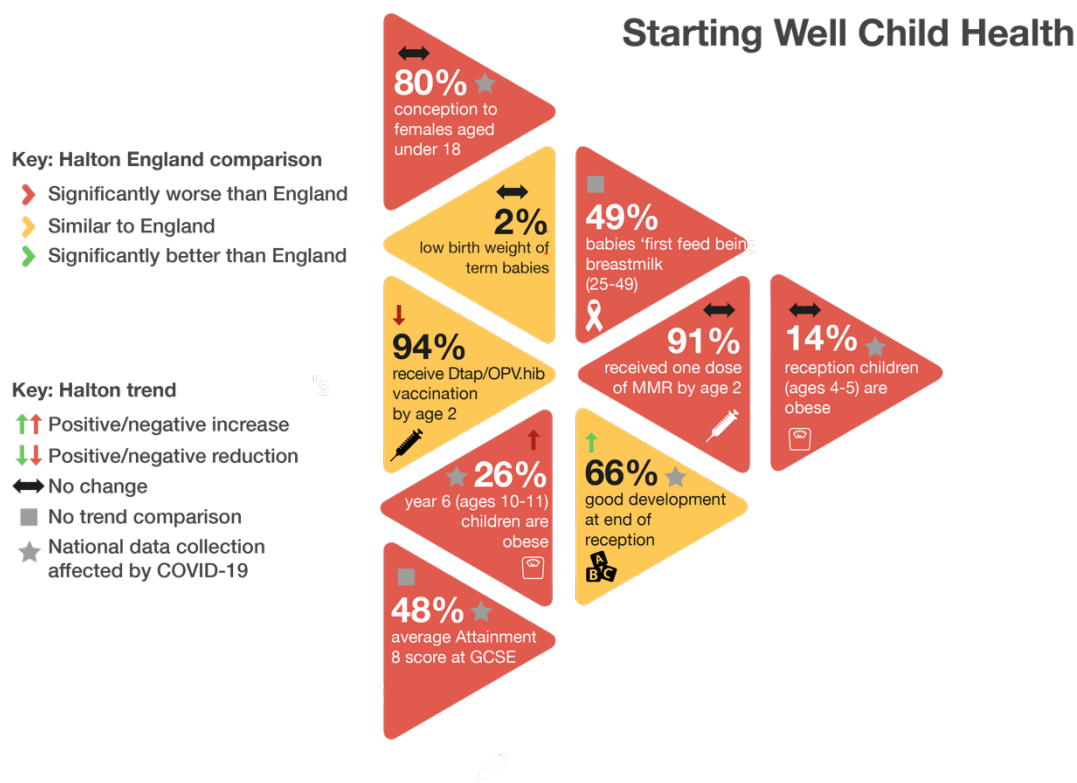 Starting Well Child Health
Key: Halton England comparison
Significantly worse than England
Similar to England
Significantly better than England
Key: Halton trend
Positive/negative increase
Positive/negative reduction
No change
No trend comparison
National data collection
affected by COVID-19
80%
conception to
females aged
under 18
2%
low birth weight of
term babies
49%
babies ‘first feed being
breastmilk
(25-49)
94%
receive Dtap/OPV.hib
vaccination
by age 2
91%
received one dose
of MMR by age 2
14%
reception children
(ages 4-5) are
obese
26%
year 6 (ages 10-11)
children are
obese
66%
good development
at end of
reception
A
B C
48%
average Attainment
8 score at GCSE